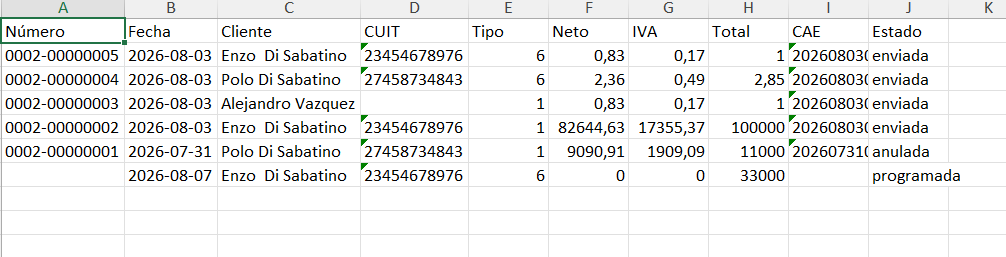 A B C D E F G H I J K
Número Fecha Cliente CUIT Tipo Neto IVA Total CAE Estado
0002-00000005 2026-08-03 Enzo  Di Sabatino 23454678976 6 0,83 0,17 1 202608030 enviada
0002-00000004 2026-08-03 Polo Di Sabatino 27458734843 6 2,36 0,49 2,85 202608030 enviada
0002-00000003 2026-08-03 Alejandro Vazquez 1 0,83 0,17 1 202608030 enviada
0002-00000002 2026-08-03 Enzo  Di Sabatino 23454678976 1 82644,63 17355,37 100000 202608030 enviada
0002-00000001 2026-07-31 Polo Di Sabatino 27458734843 1 9090,91 1909,09 11000 202607310 anulada
2026-08-07 Enzo  Di Sabatino 23454678976 6 0 0 33000 programada